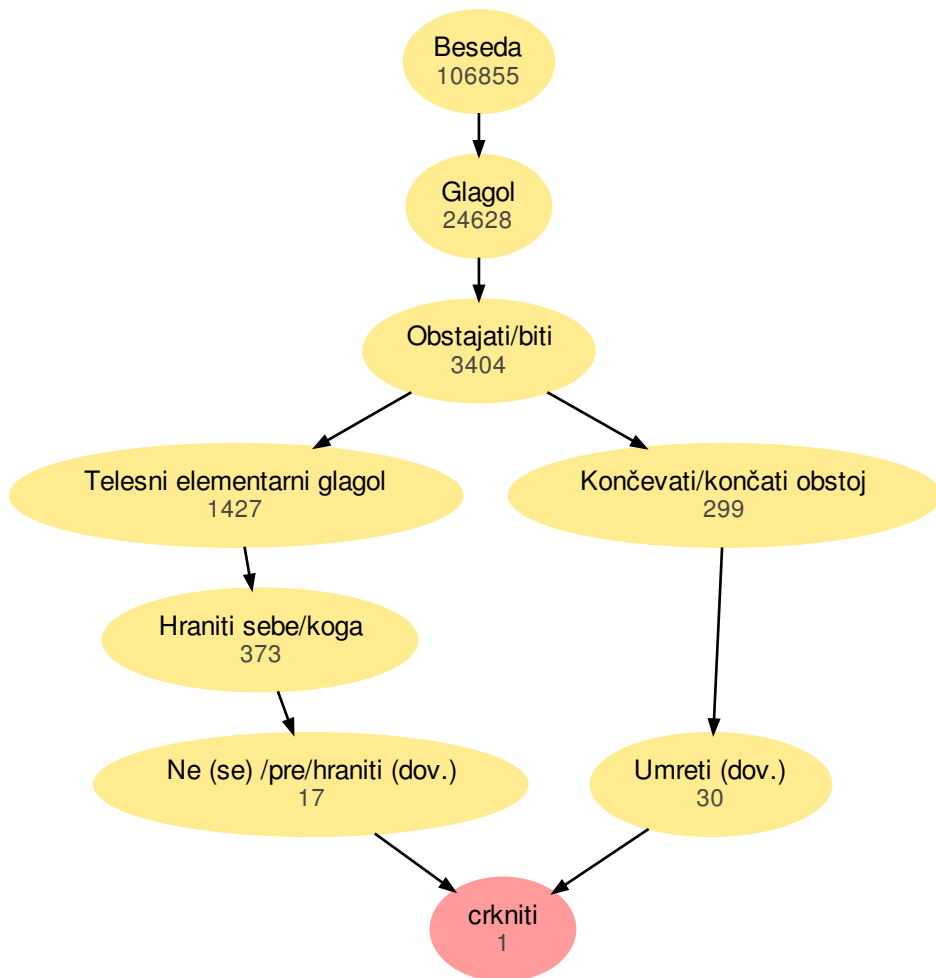 Beseda
106855
Glagol
24628
Obstajati/biti
3404
Telesni elementarni glagol
1427
Končevati/končati obstoj
299
Hraniti sebe/koga
373
Ne (se) /pre/hraniti (dov.)
17
Umreti (dov.)
30
crkniti
1